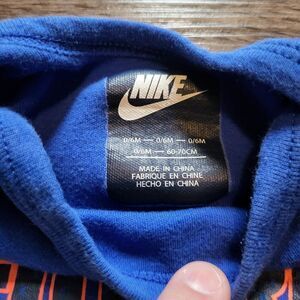 NIKE
0/6M — 0/6M — 0/6M
0/6M — 60-70CM
MADE IN CHINA
FABRIQUE EN CHINE
HECHO EN CHINA